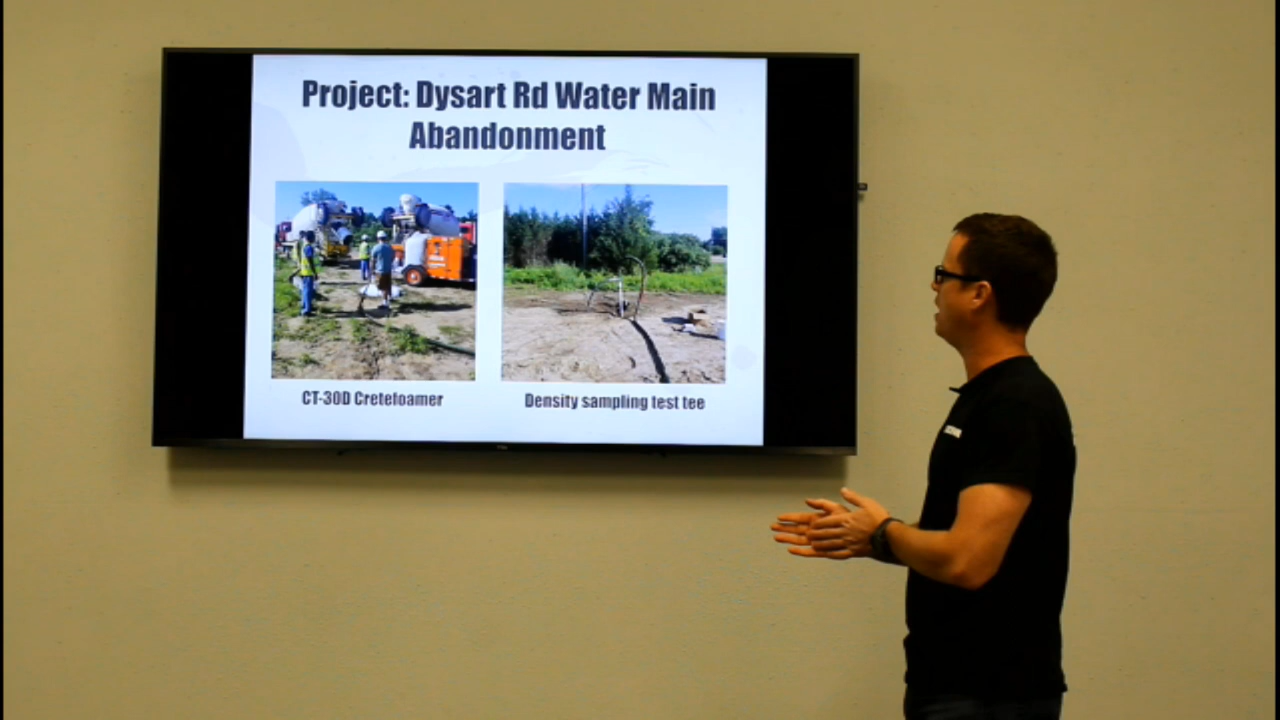 Project: Dysart Rd Water Main
Abandonment
CT-30D Cretefoamer
Density sampling test tee